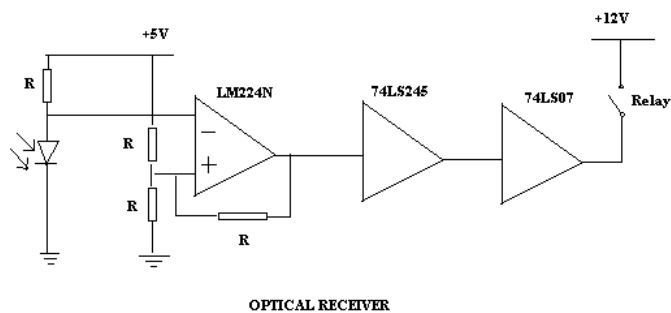 +12V
+5V
LM224N
74LS245
74LS07
R
Relay
R
R
R
OPTICAL RECEIVER